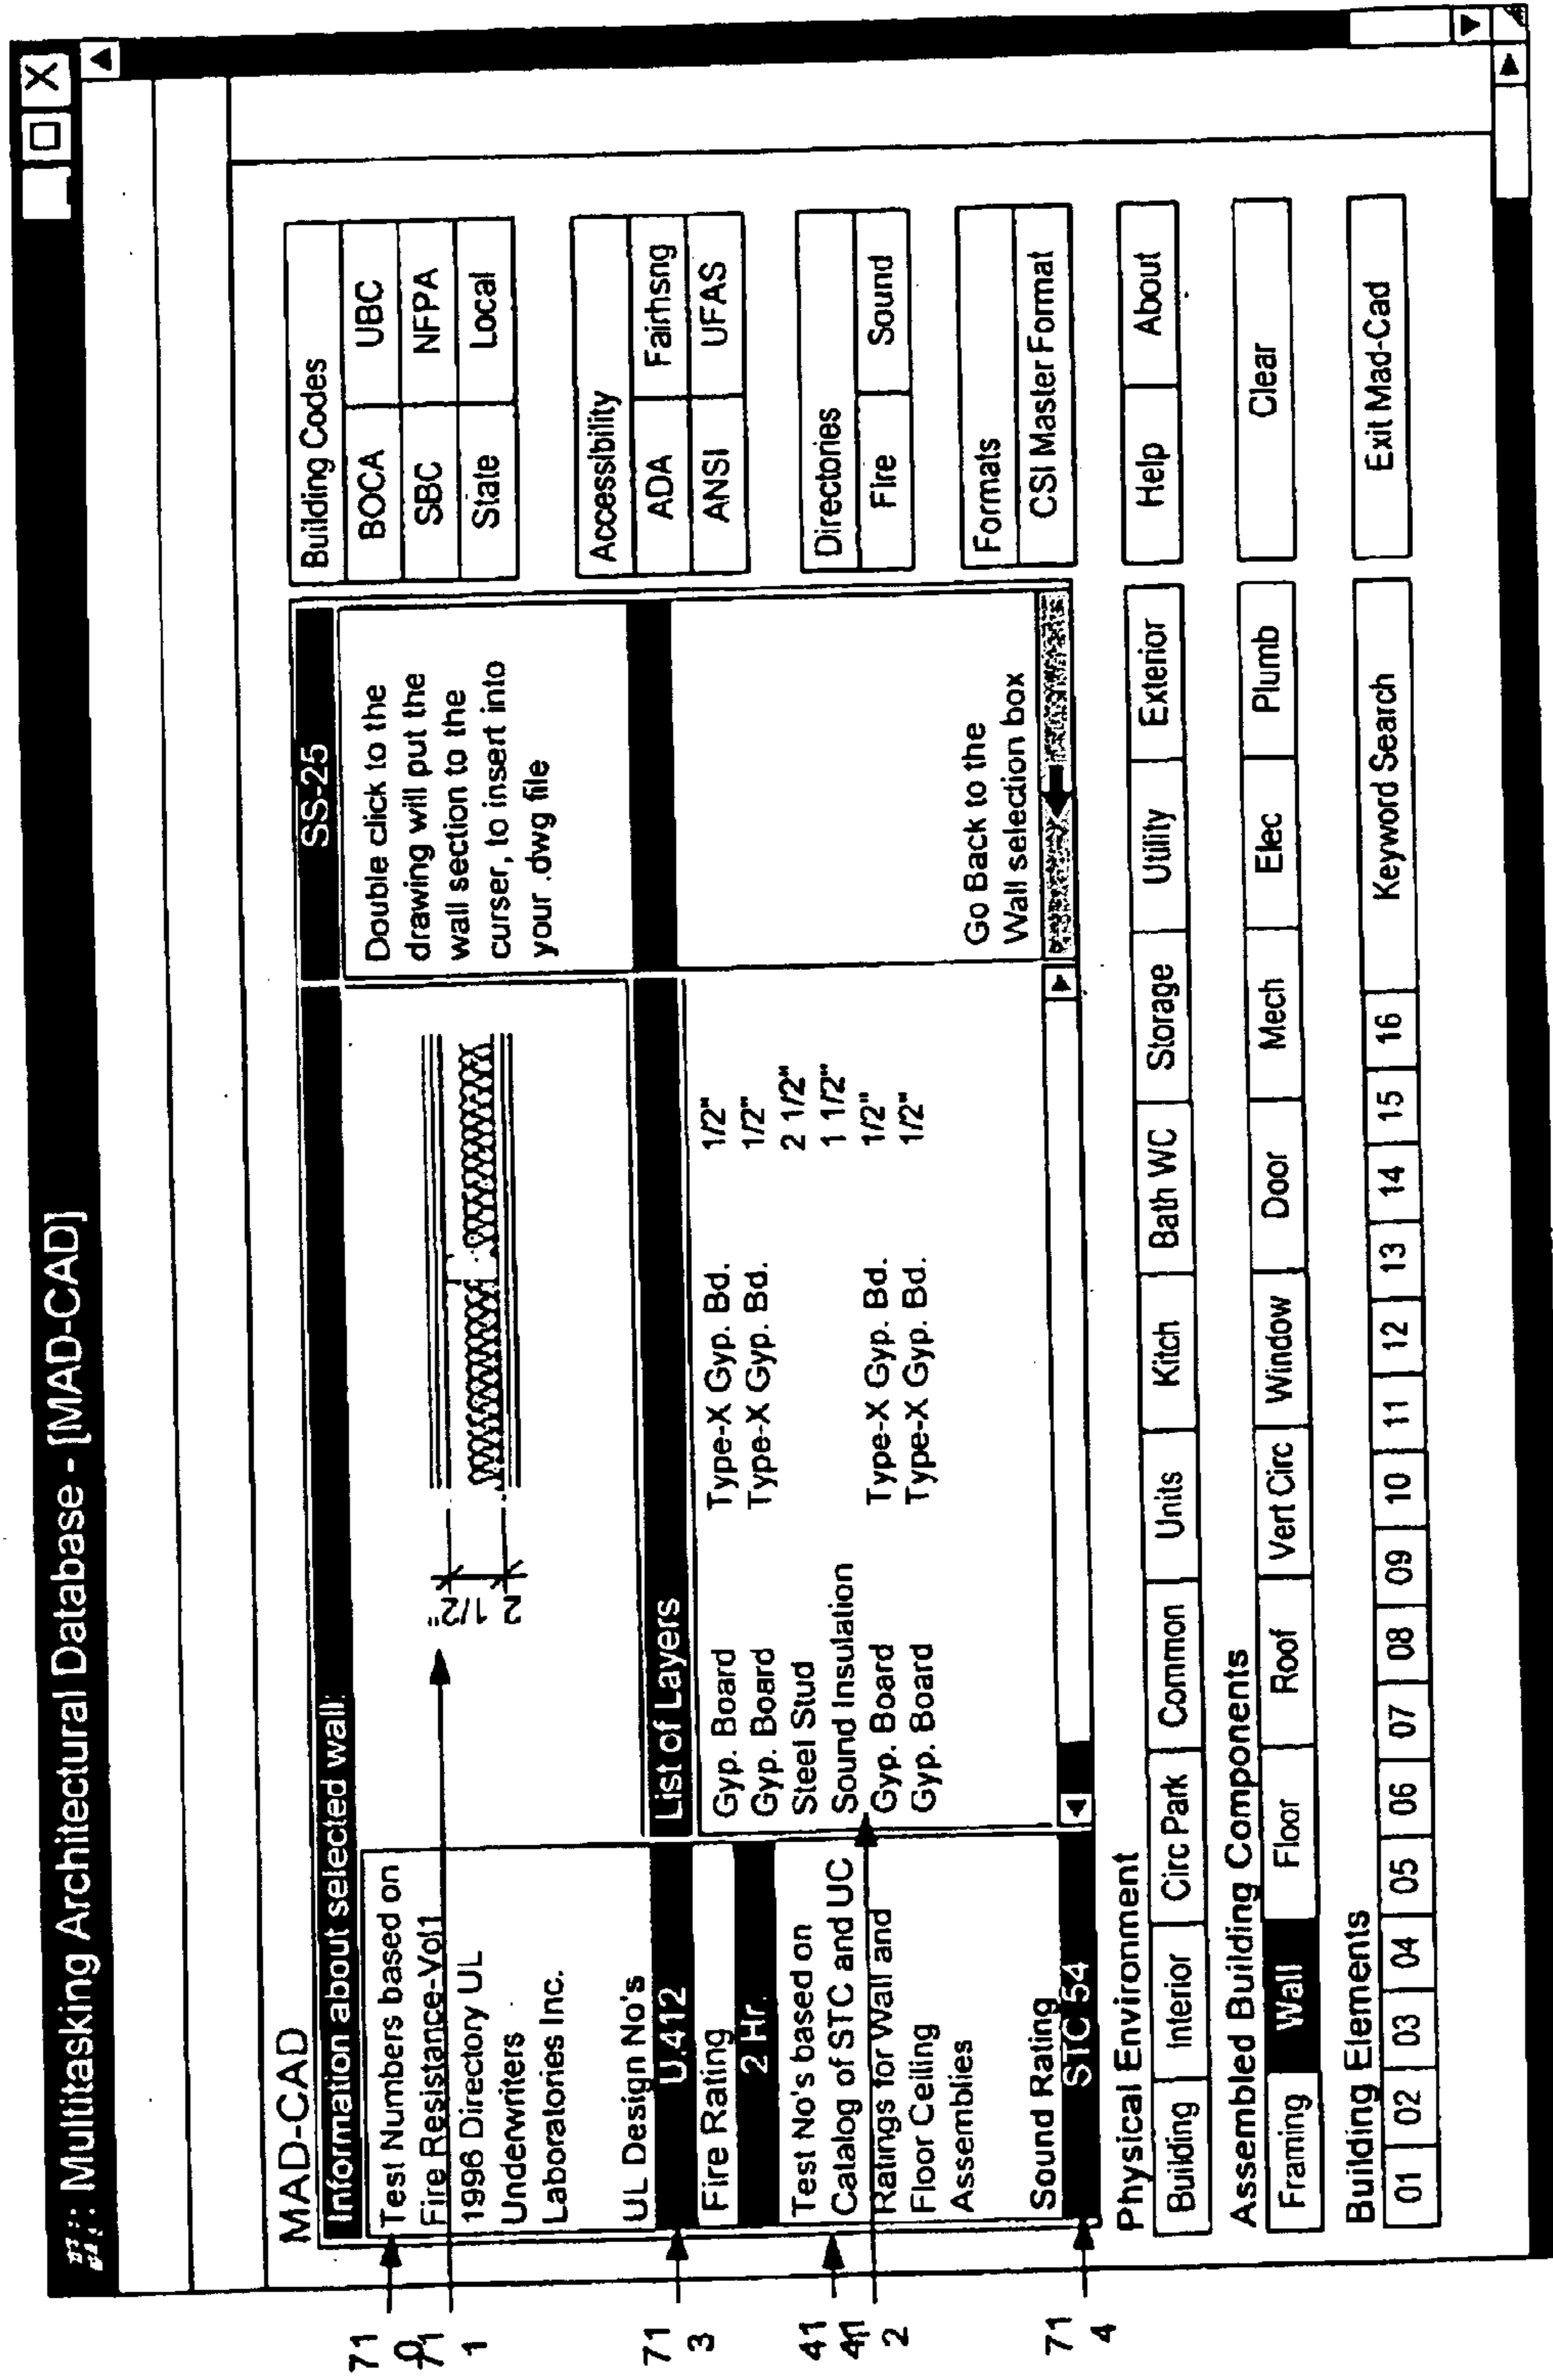 Multitasking Architectural Database - [MAD-CAD]
_ □ X
MAD-CAD
Information about selected wall:
SS-25
Test Numbers based on
Fire Resistance-Vol1
1996 Directory UL
Underwriters
Laboratories Inc.
UL Design No's
U.412
Fire Rating
2 Hr.
Test No's based on
Catalog of STC and UC
Ratings for Wall and
Floor Ceiling
Assemblies
Sound Rating
STC 54
2 1/2"
List of Layers
Gyp. Board Type-X Gyp. Bd. 1/2"
Gyp. Board Type-X Gyp. Bd. 1/2"
Steel Stud 2 1/2"
Sound Insulation 1 1/2"
Gyp. Board Type-X Gyp. Bd. 1/2"
Gyp. Board Type-X Gyp. Bd. 1/2"
Double click to the
drawing will put the
wall section to the
curser, to insert into
your .dwg file
Go Back to the
Wall selection box
Building Codes
BOCA UBC
SBC NFPA
State Local
Accessibility
ADA Fairhsng
ANSI UFAS
Directories
Fire Sound
Formats
CSI Master Format
Help About
Clear
Exit Mad-Cad
Physical Environment
Building Interior Circ Park Common Units Kitch Bath WC Storage Utility Exterior
Assembled Building Components
Framing Wall Floor Roof Vert Circ Window Door Mech Elec Plumb
Building Elements
01 02 03 04 05 06 07 08 09 10 11 12 13 14 15 16 Keyword Search
71
1
71
3
41
2
71
4